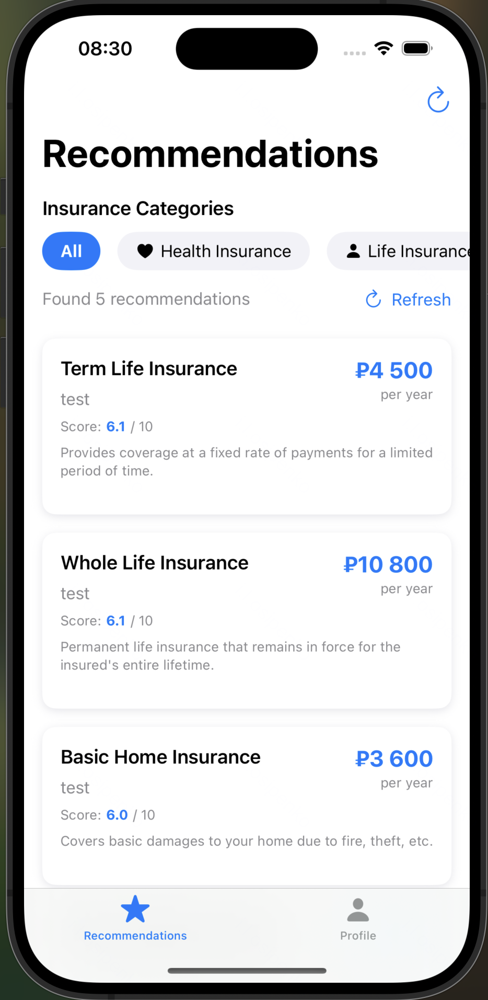 08:30
Recommendations
Insurance Categories
All
Health Insurance
Life Insurance
Found 5 recommendations
Refresh
Term Life Insurance
₽4 500
test
per year
Score: 6.1 / 10
Provides coverage at a fixed rate of payments for a limited
period of time.
Whole Life Insurance
₽10 800
test
per year
Score: 6.1 / 10
Permanent life insurance that remains in force for the
insured's entire lifetime.
Basic Home Insurance
₽3 600
test
per year
Score: 6.0 / 10
Covers basic damages to your home due to fire, theft, etc.
Recommendations
Profile